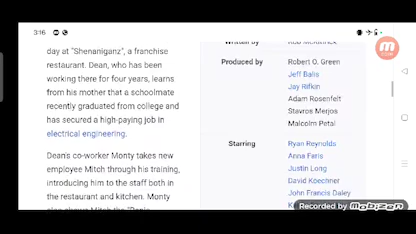 3:16
day at "Shenaniganz", a franchise
restaurant. Dean, who has been
working there for four years, learns
from his mother that a schoolmate
recently graduated from college and
has secured a high-paying job in
electrical engineering.
Dean's co-worker Monty takes new
employee Mitch through his training,
introducing him to the staff both in
the restaurant and kitchen. Monty
Produced by
Robert O. Green
Jeff Balis
Jay Rifkin
Adam Rosenfelt
Stavros Merjos
Malcolm Petal
Starring
Ryan Reynolds
Anna Faris
Justin Long
David Koechner
John Francis Daley
Recorded by Mobizen